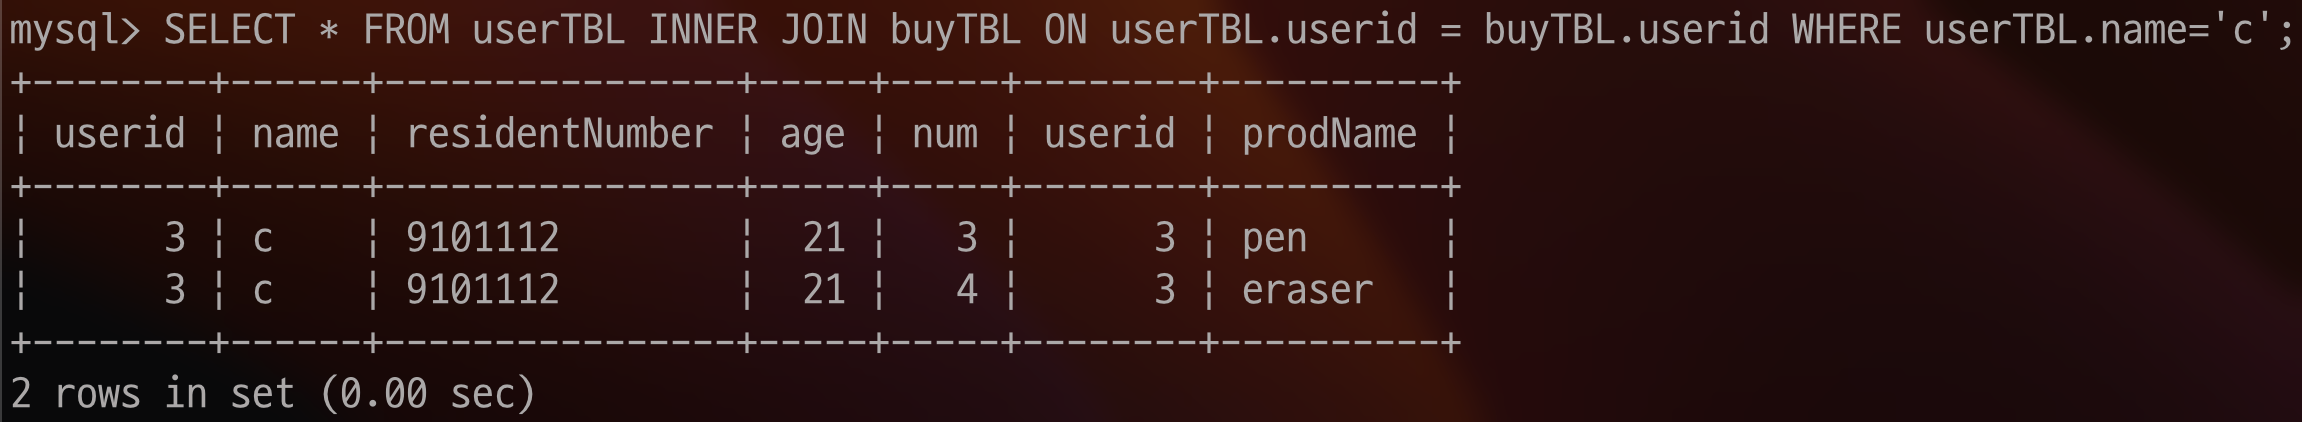 mysql> SELECT * FROM userTBL INNER JOIN buyTBL ON userTBL.userid = buyTBL.userid WHERE userTBL.name='c';
+--------+------+----------------+-----+-----+--------+----------+
| userid | name | residentNumber | age | num | userid | prodName |
+--------+------+----------------+-----+-----+--------+----------+
|      3 | c    | 9101112        |  21 |   3 |      3 | pen      |
|      3 | c    | 9101112        |  21 |   4 |      3 | eraser   |
+--------+------+----------------+-----+-----+--------+----------+
2 rows in set (0.00 sec)